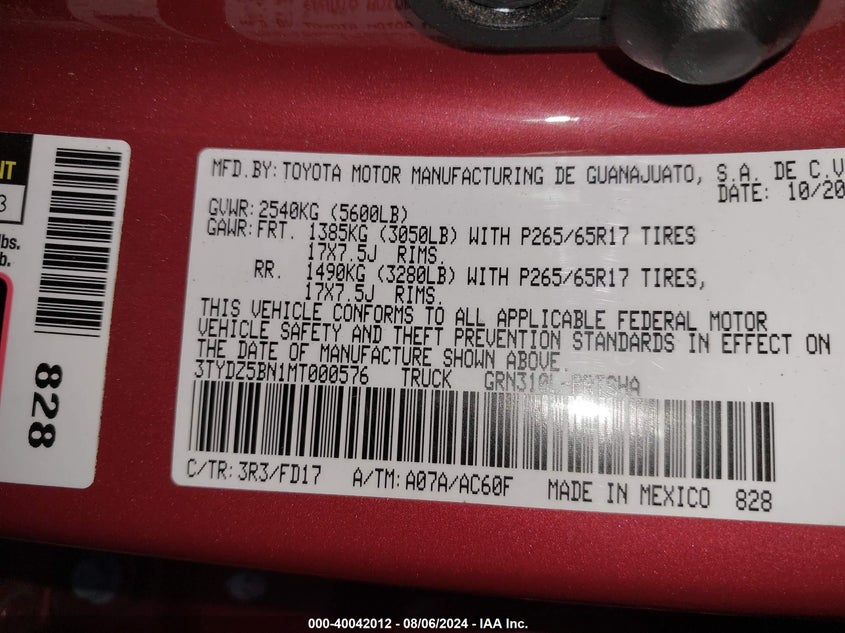 MFD.BY: TOYOTA MOTOR MANUFACTURING DE GUANAJUATO, S.A. DE C.V
DATE: 10/20
GVWR: 2540KG (5600LB)
GAWR: FRT. 1385KG (3050LB) WITH P265/65R17 TIRES
17X7.5J RIMS.
RR. 1490KG (3280LB) WITH P265/65R17 TIRES,
17X7.5J RIMS.
THIS VEHICLE CONFORMS TO ALL APPLICABLE FEDERAL MOTOR
VEHICLE SAFETY AND THEFT PREVENTION STANDARDS IN EFFECT ON
THE DATE OF MANUFACTURE SHOWN ABOVE.
3TYDZ5BN1MT000576 TRUCK
C/TR: 3R3/FD17 A/TM: A07A/AC60F MADE IN MEXICO 828
3
lbs.
b.
828
000-40042012 - 08/06/2024 - IAA Inc.